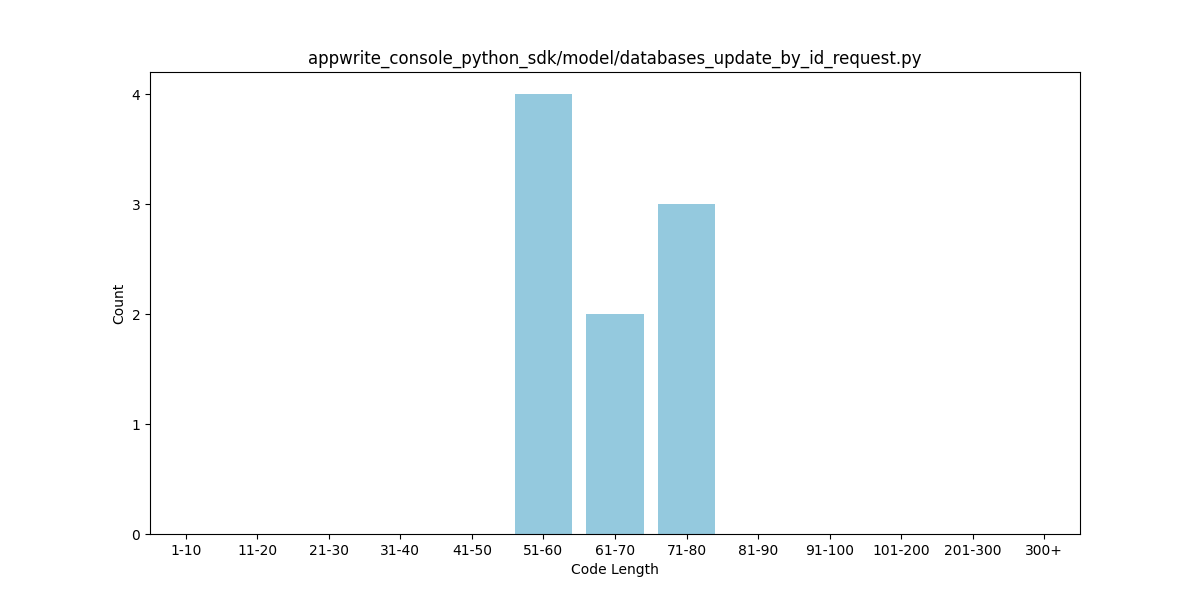 appwrite_console_python_sdk/model/databases_update_by_id_request.py
4
3
2
1
0
Count
1-10 11-20 21-30 31-40 41-50 51-60 61-70 71-80 81-90 91-100 101-200 201-300 300+
Code Length